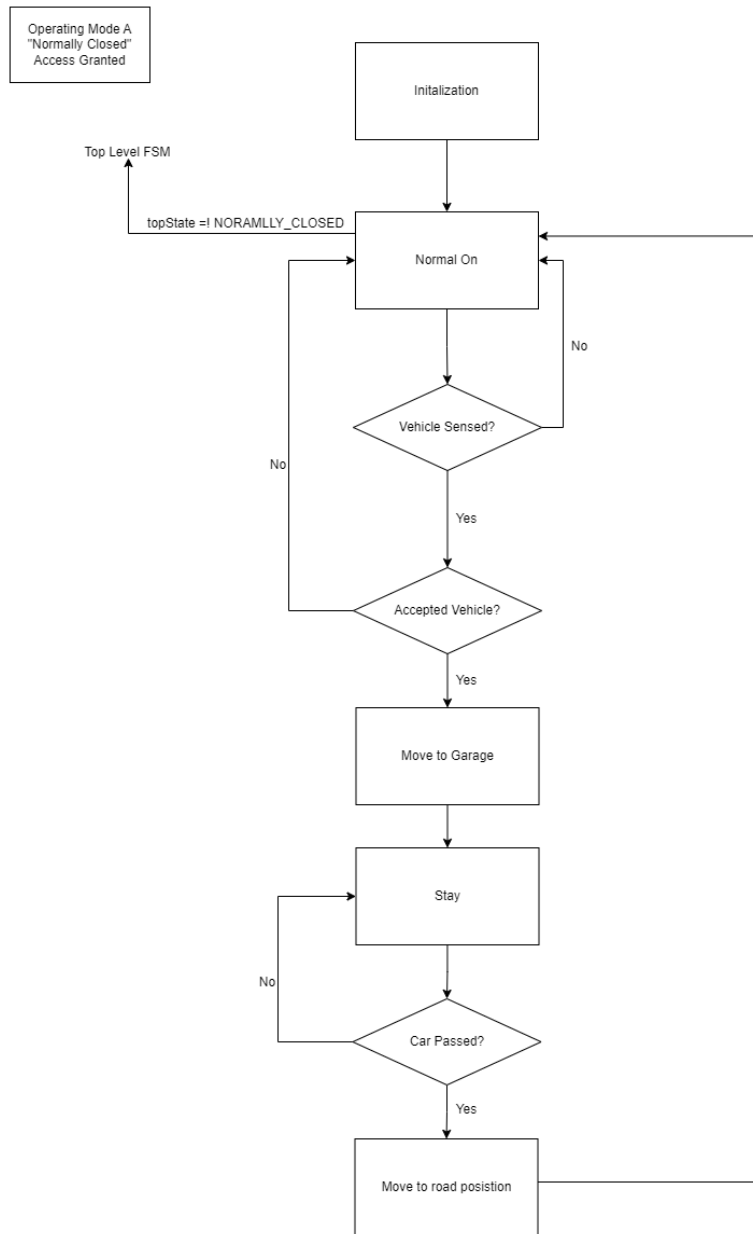 Operating Mode A
"Normally Closed"
Access Granted
Initalization
Top Level FSM
topState =! NORAMLLY_CLOSED
Normal On
No
Vehicle Sensed?
No
Yes
Accepted Vehicle?
Yes
Move to Garage
Stay
No
Car Passed?
Yes
Move to road posistion